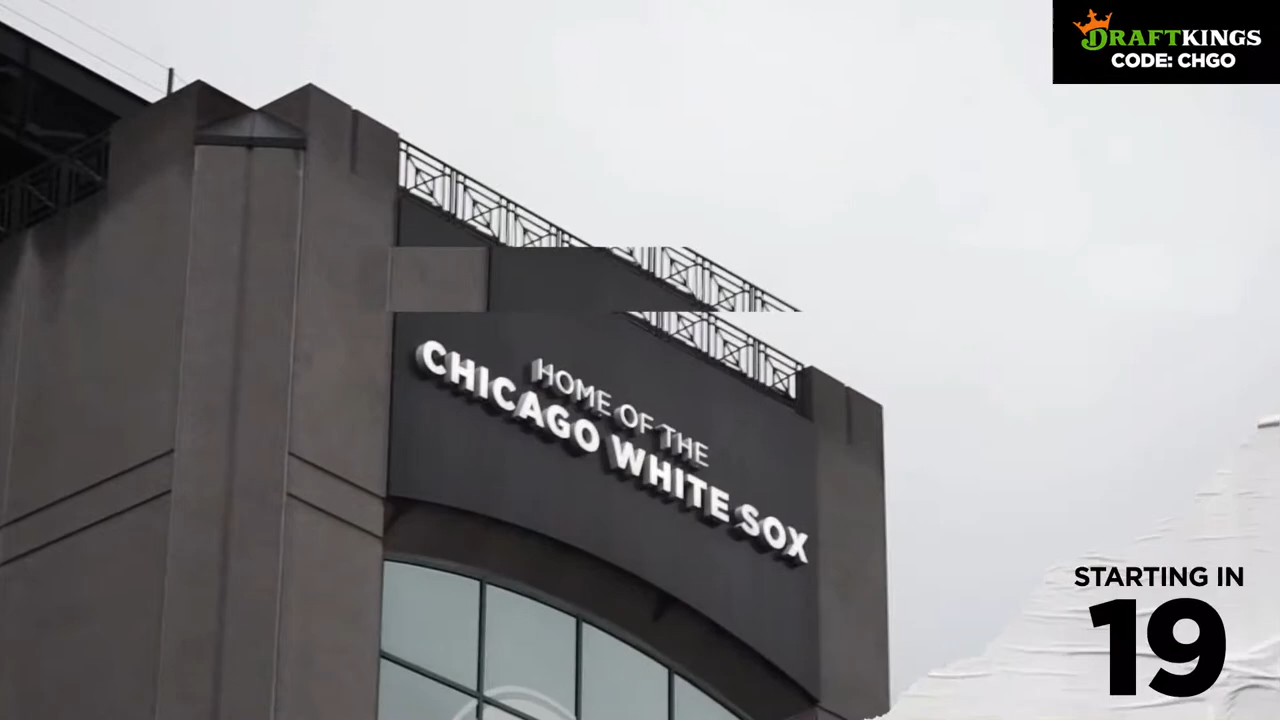 DRAFTKINGS
CODE: CHGO
HOME OF THE
CHICAGO WHITE SOX
STARTING IN
19